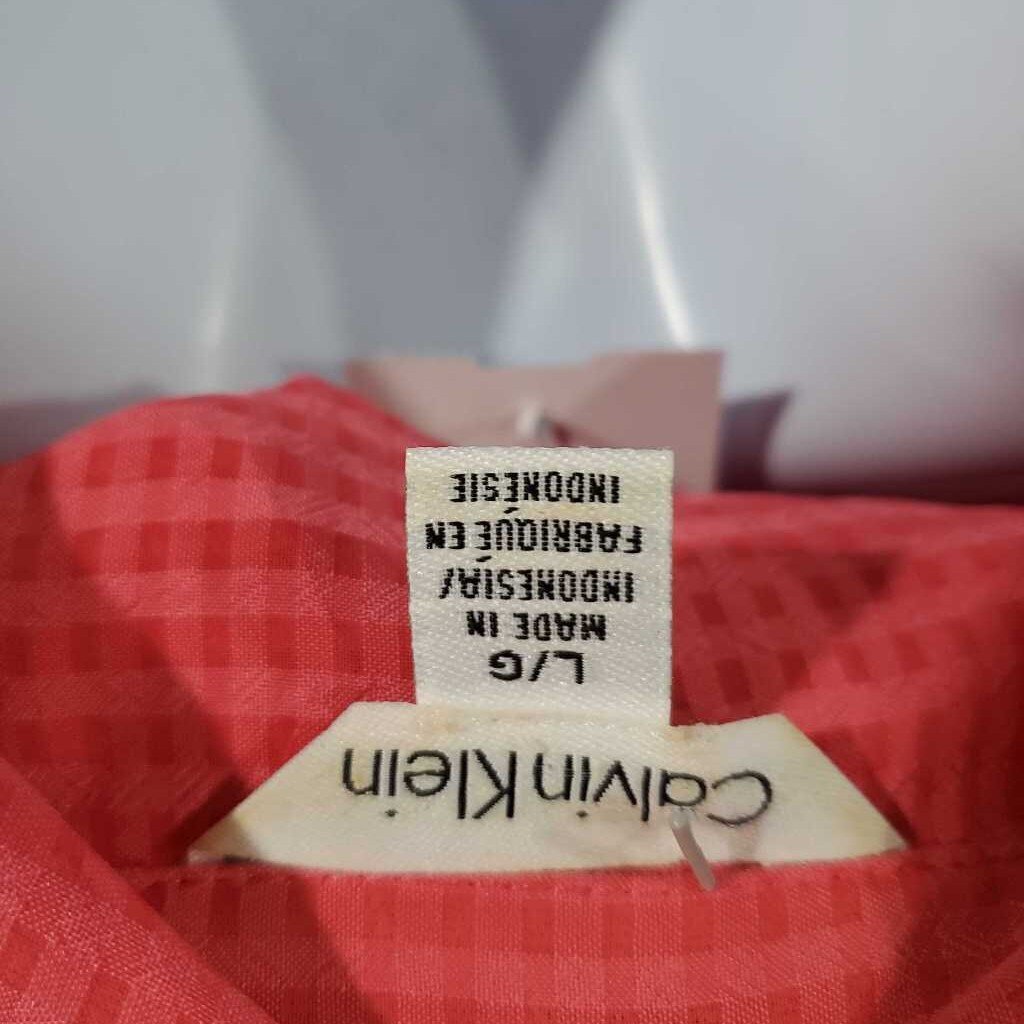 Calvin Klein
L/G
MADE IN
INDONESIA/
FABRIQUÉ EN
INDONÉSIE